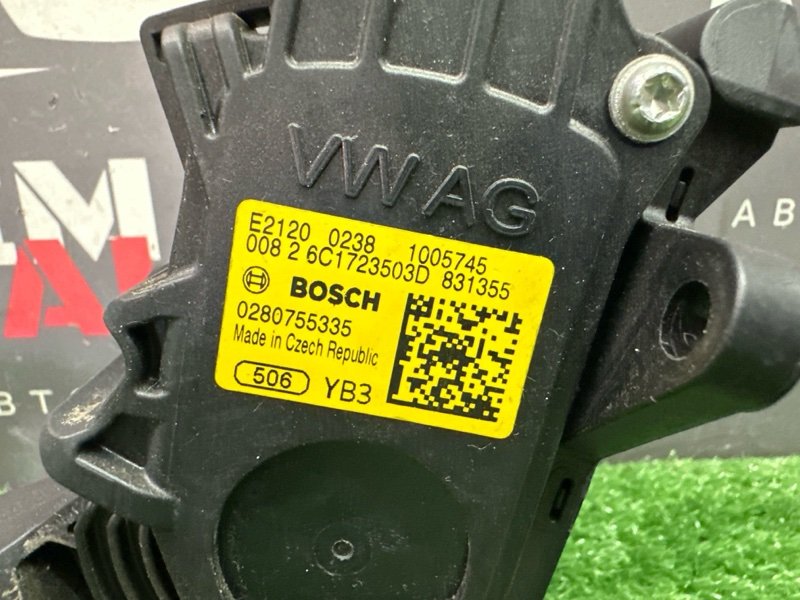 VW AG
E2120 0238 1005745
008 2 6C1723503D 831355
BOSCH
0280755335
Made in Czech Republic
506 YB3